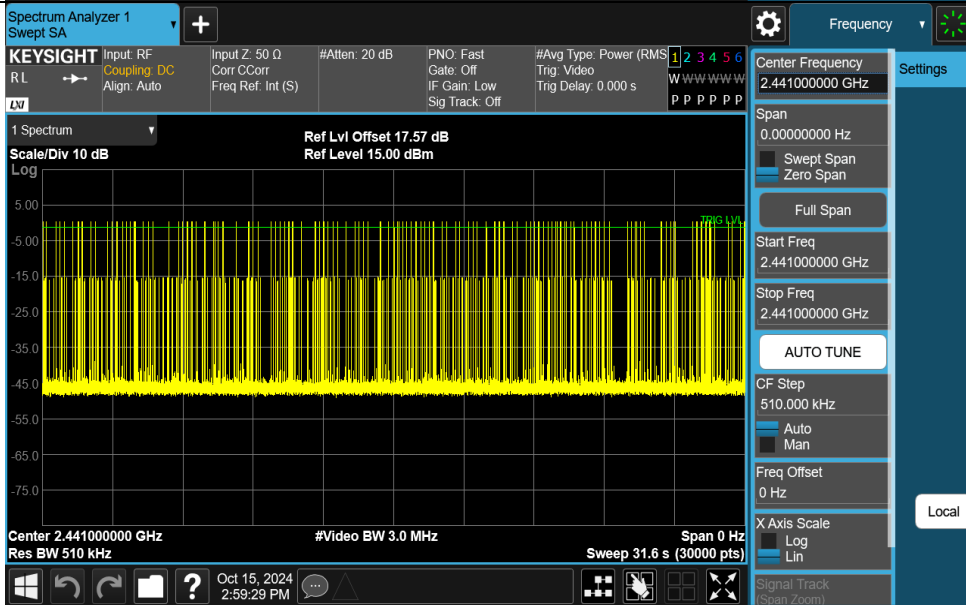 Spectrum Analyzer 1
Swept SA
+
Frequency
KEYSIGHT
RL
LXI
Input: RF
Coupling: DC
Align: Auto
Input Z: 50 Ω
Corr CCorr
Freq Ref: Int (S)
#Atten: 20 dB
PNO: Fast
Gate: Off
IF Gain: Low
Sig Track: Off
#Avg Type: Power (RMS
Trig: Video
Trig Delay: 0.000 s
1 2 3 4 5 6
W W W W W W
P P P P P P
Center Frequency
2.441000000 GHz
Settings
Span
0.00000000 Hz
Swept Span
Zero Span
Full Span
Start Freq
2.441000000 GHz
Stop Freq
2.441000000 GHz
AUTO TUNE
CF Step
510.000 kHz
Auto
Man
Freq Offset
0 Hz
X Axis Scale
Log
Lin
Signal Track
(Span Zoom)
Local
1 Spectrum
Scale/Div 10 dB
Log
Ref Lvl Offset 17.57 dB
Ref Level 15.00 dBm
TRIG LVL
5.00
-5.00
-15.0
-25.0
-35.0
-45.0
-55.0
-65.0
-75.0
Center 2.441000000 GHz
Res BW 510 kHz
#Video BW 3.0 MHz
Span 0 Hz
Sweep 31.6 s (30000 pts)
?
Oct 15, 2024
2:59:29 PM